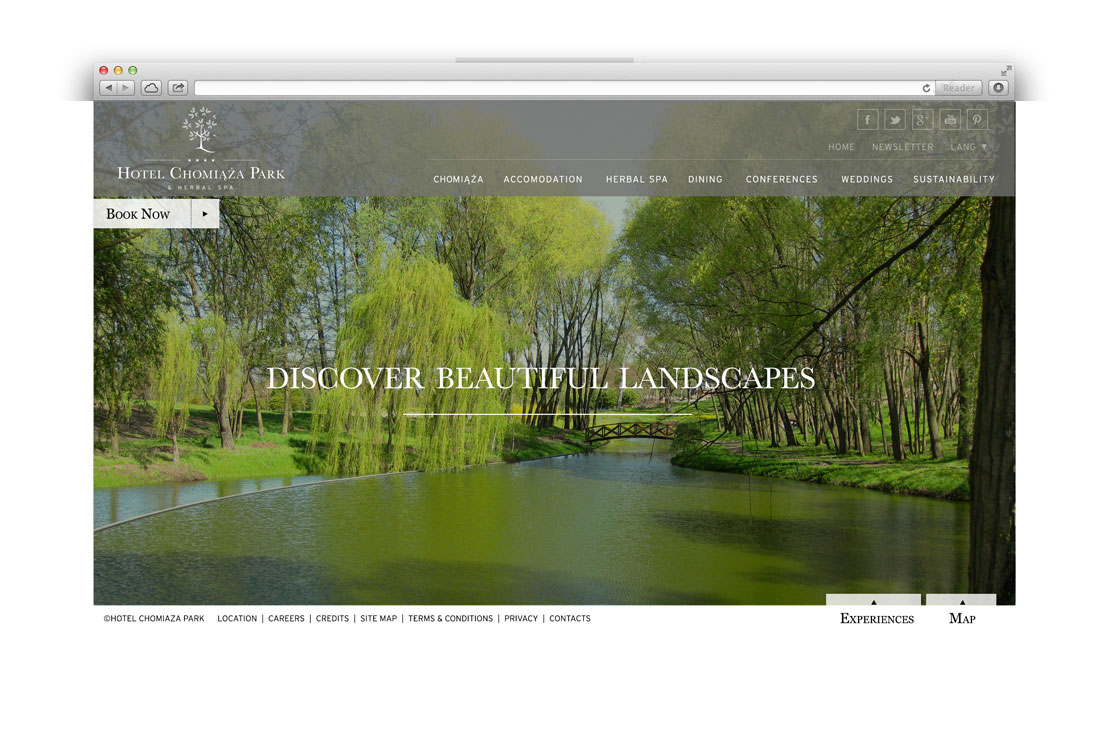 Reader
HOTEL CHOMIĄŻA PARK
& HERBAL SPA
HOME NEWSLETTER LANG
CHOMIĄŻA ACCOMODATION HERBAL SPA DINING CONFERENCES WEDDINGS SUSTAINABILITY
BOOK NOW
DISCOVER BEAUTIFUL LANDSCAPES
EXPERIENCES MAP
©HOTEL CHOMIAZA PARK LOCATION | CAREERS | CREDITS | SITE MAP | TERMS & CONDITIONS | PRIVACY | CONTACTS